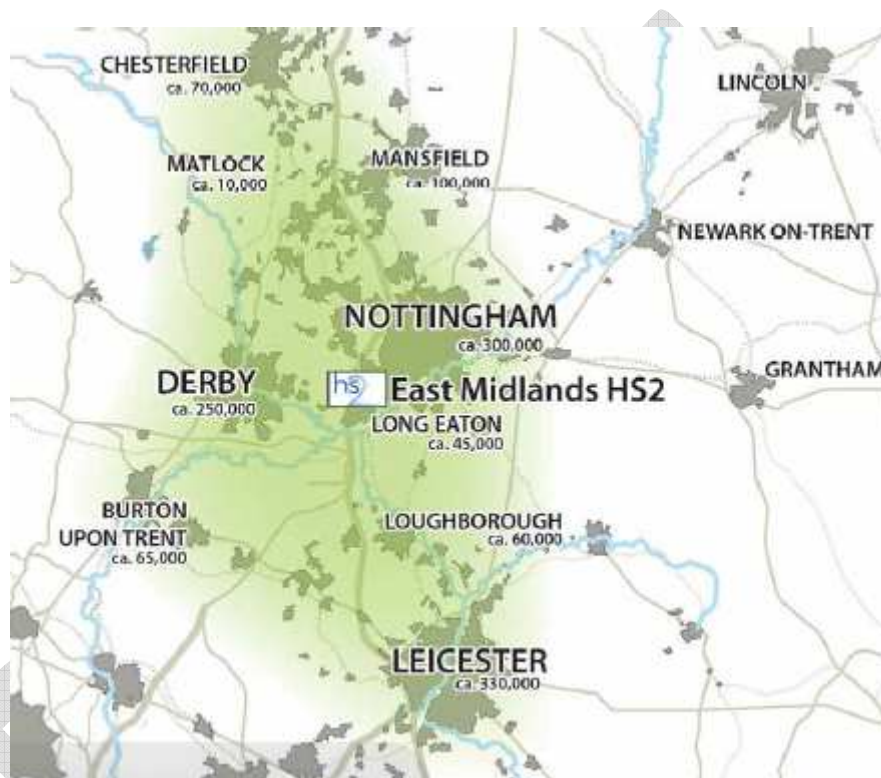 CHESTERFIELD
ca. 70,000
LINCOLN
MATLOCK
ca. 10,000
MANSFIELD
ca. 100,000
NEWARK ON-TRENT
NOTTINGHAM
ca. 300,000
GRANTHAM
DERBY
ca. 250,000
hs2 East Midlands HS2
LONG EATON
ca. 45,000
BURTON
UPON TRENT
ca. 65,000
LOUGHBOROUGH
ca. 60,000
LEICESTER
ca. 330,000